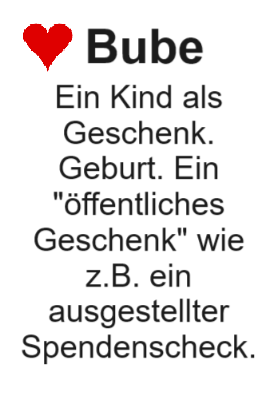 Bube
Ein Kind als
Geschenk.
Geburt. Ein
"öffentliches
Geschenk" wie
z.B. ein
ausgestellter
Spendenscheck.